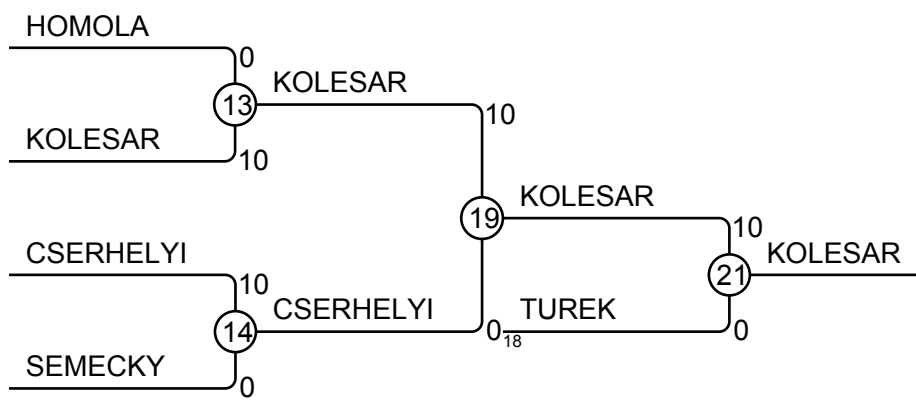 HOMOLA
0
13 KOLESAR
10
KOLESAR
10
19 KOLESAR
10
CSERHELYI
10
21 KOLESAR
14 CSERHELYI
0
18 TUREK
0
SEMECKY
0